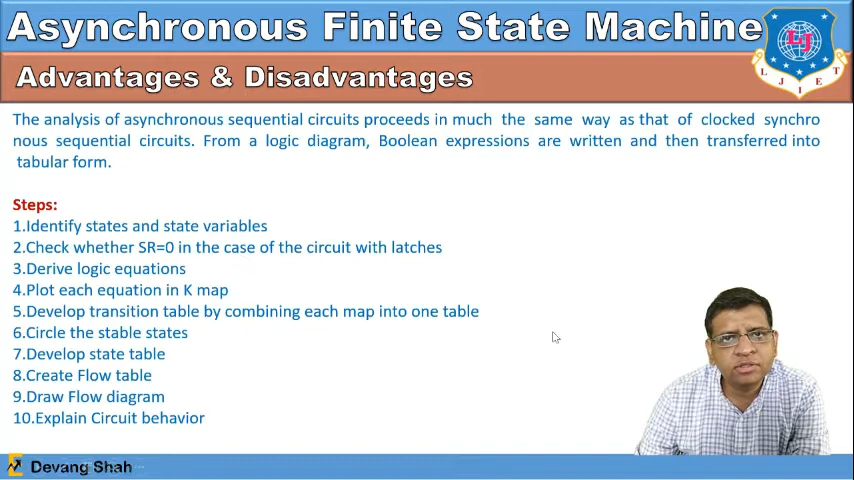 Asynchronous Finite State Machine
Advantages & Disadvantages
LJ
L J I E T
The analysis of asynchronous sequential circuits proceeds in much the same way as that of clocked synchro
nous sequential circuits. From a logic diagram, Boolean expressions are written and then transferred into
tabular form.
Steps:
1.Identify states and state variables
2.Check whether SR=0 in the case of the circuit with latches
3.Derive logic equations
4.Plot each equation in K map
5.Develop transition table by combining each map into one table
6.Circle the stable states
7.Develop state table
8.Create Flow table
9.Draw Flow diagram
10.Explain Circuit behavior
Devang Shah